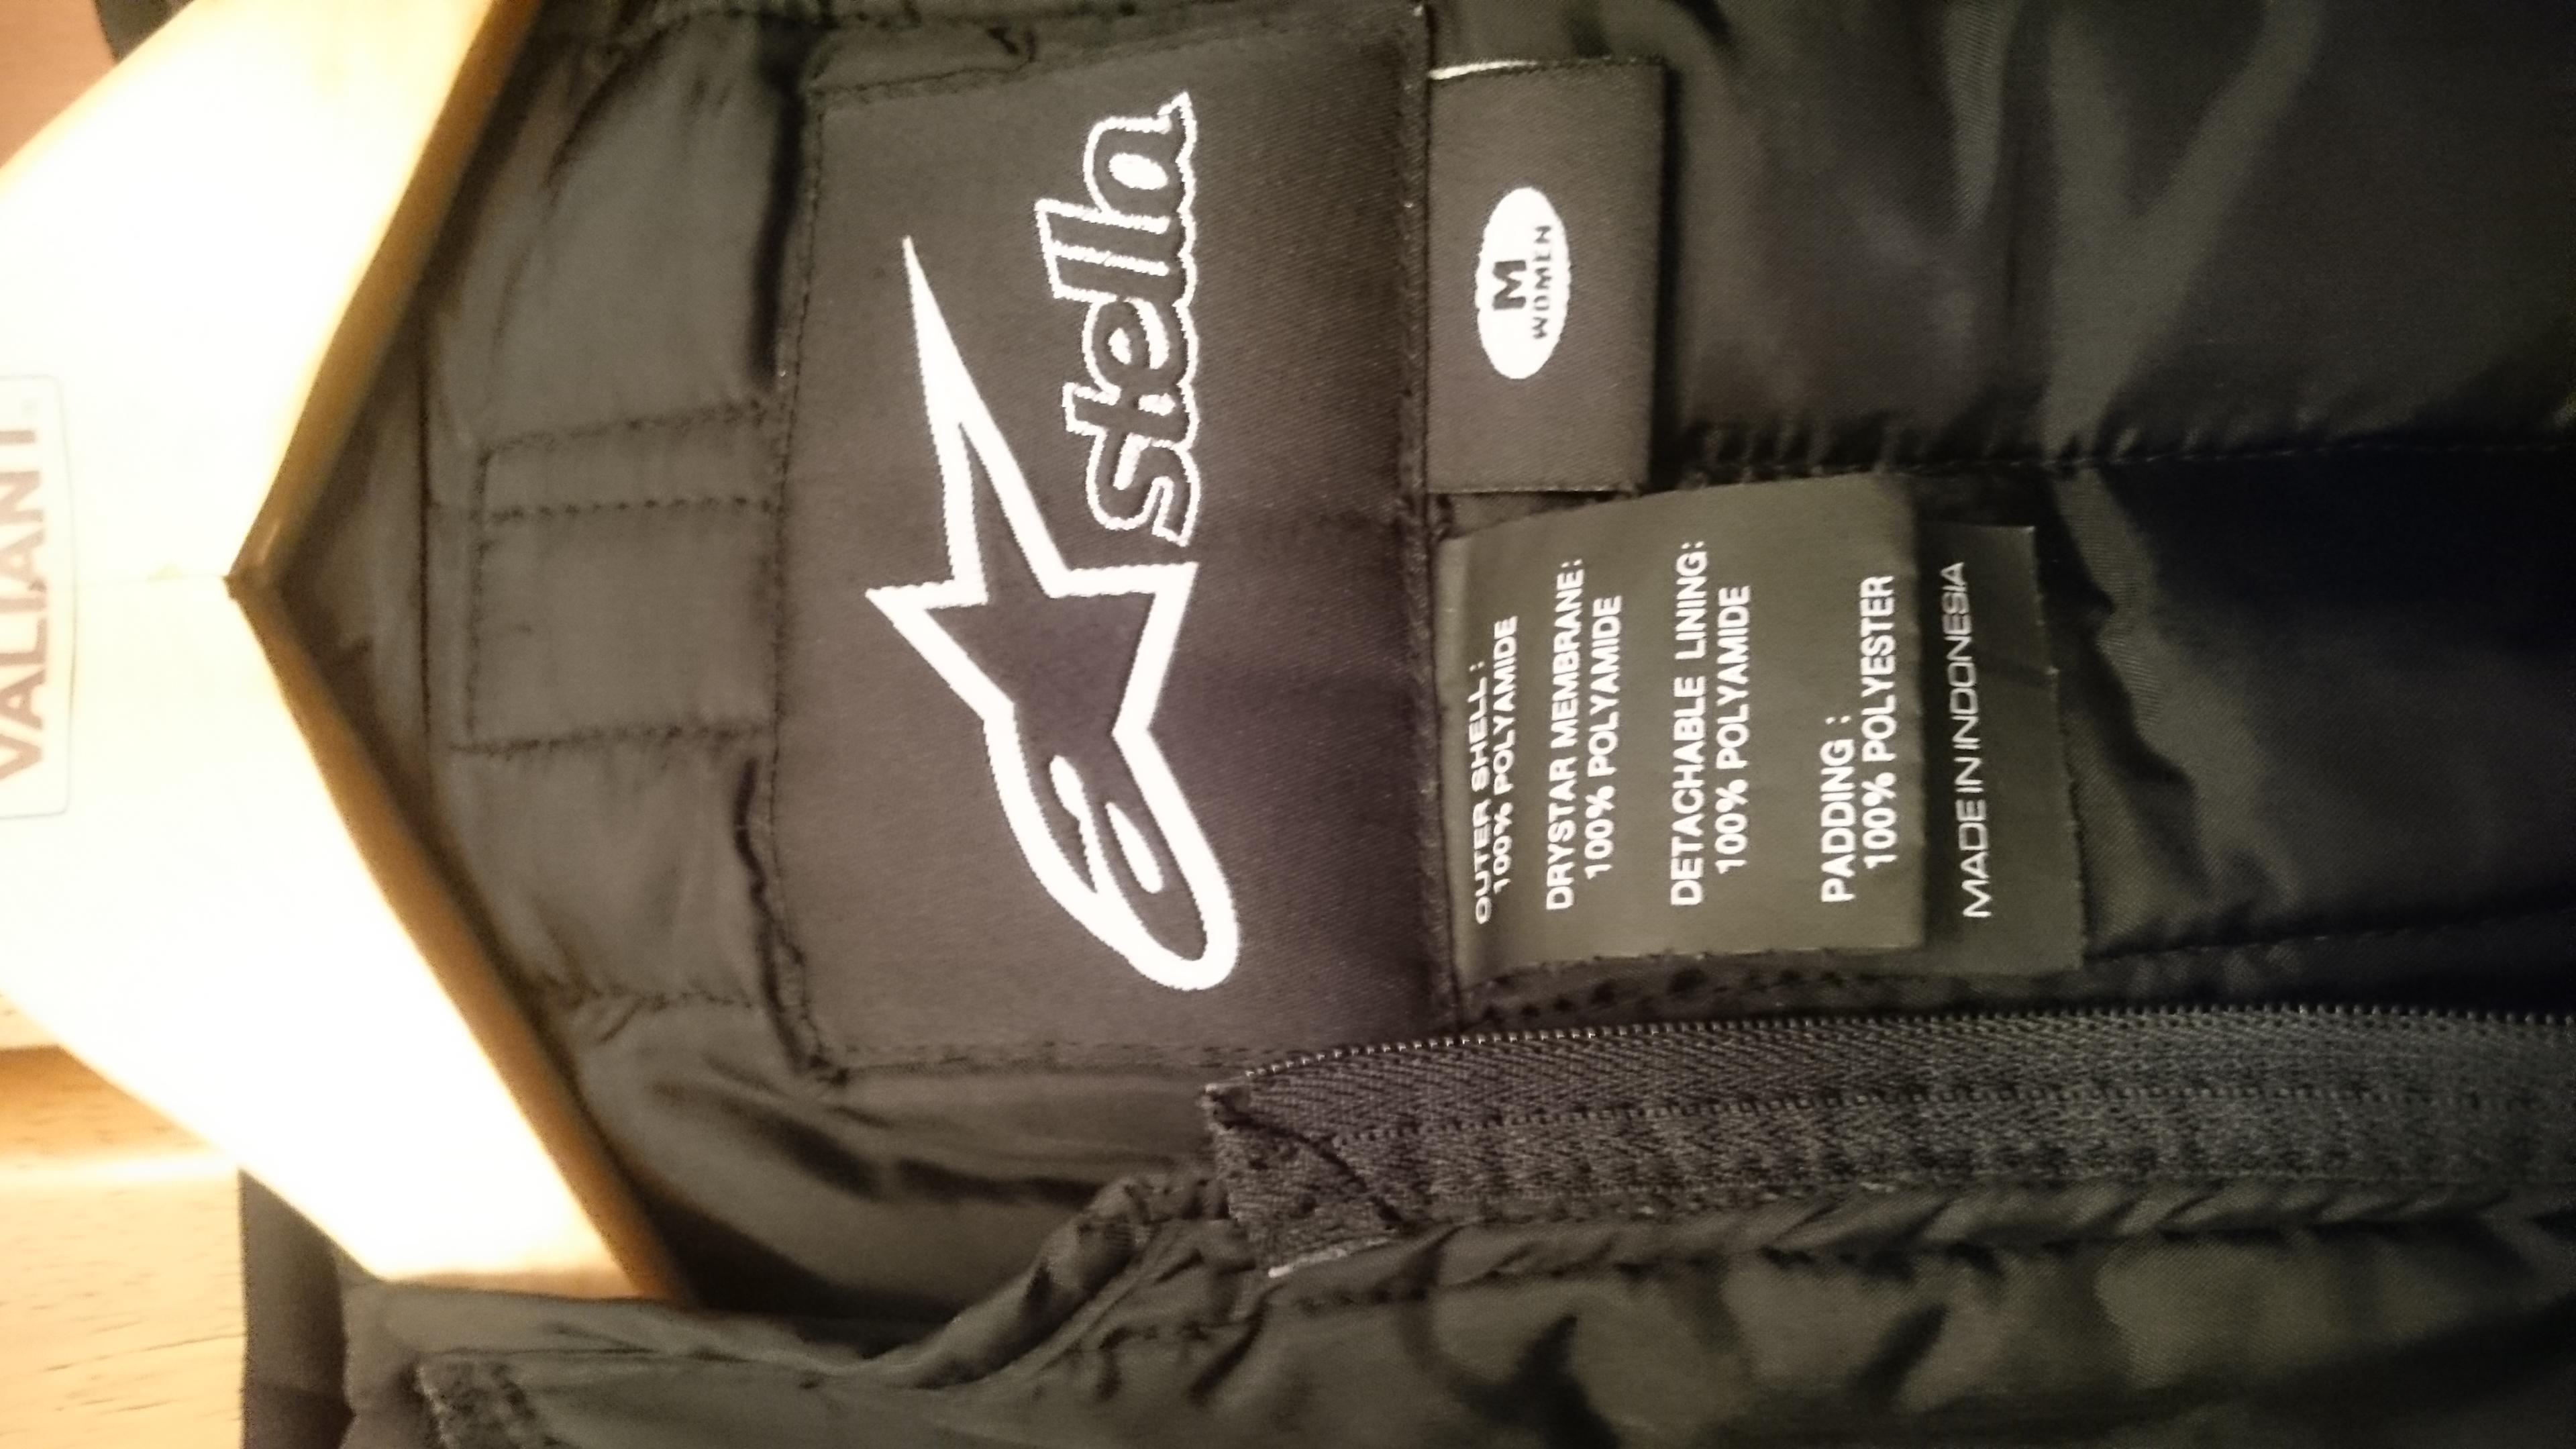 VALIANT
stella
M
WOMEN
OUTER SHELL :
100% POLYAMIDE
DRYSTAR MEMBRANE:
100% POLYAMIDE
DETACHABLE LINING:
100% POLYAMIDE
PADDING :
100% POLYESTER
MADE IN INDONESIA